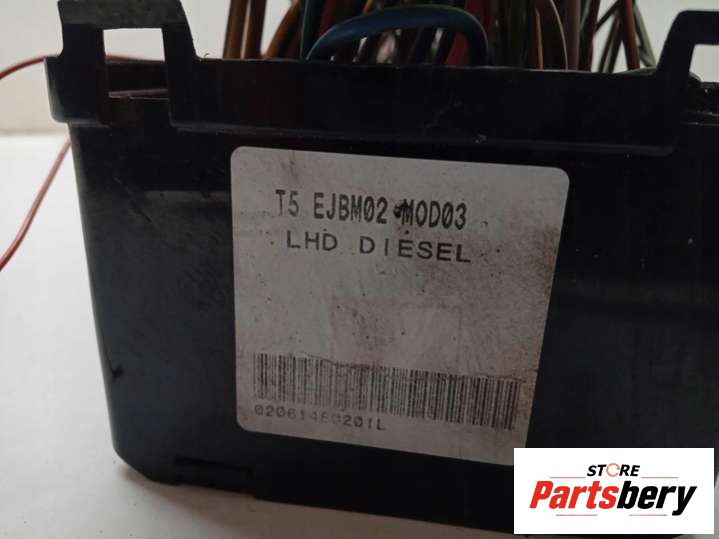 T5 EJBM02 MOD03
LHD DIESEL
STORE
Partsbery